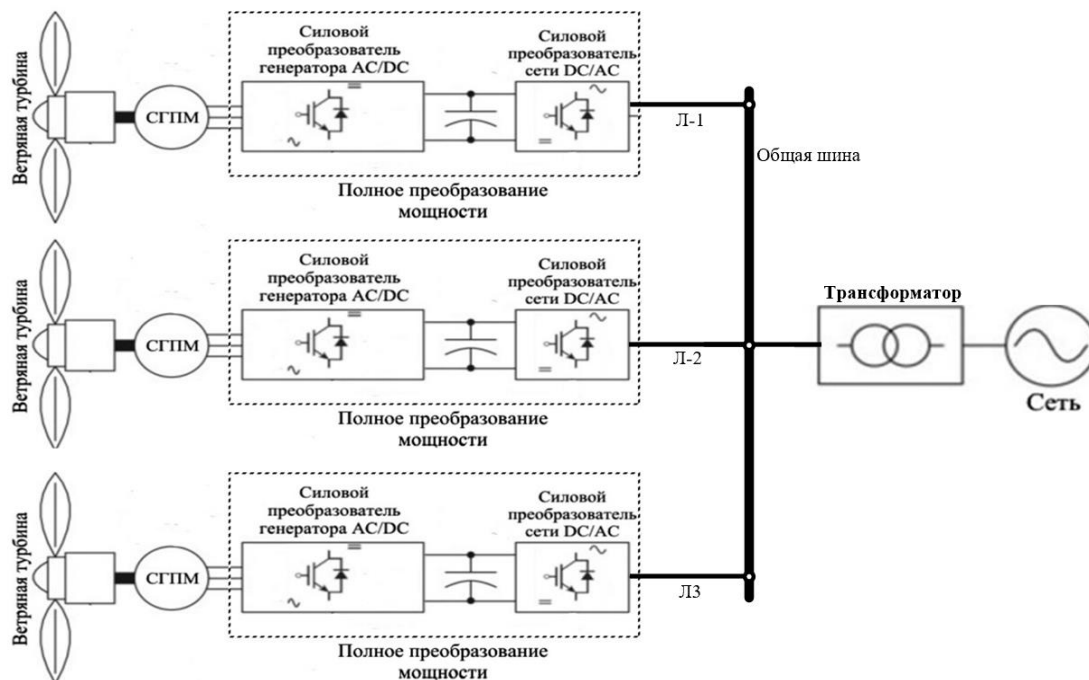 Ветряная турбина
СГПМ
Силовой
преобразователь
генератора AC/DC
Силовой
преобразователь
сети DC/AC
Полное преобразование
мощности
Л-1
Общая шина
Ветряная турбина
СГПМ
Силовой
преобразователь
генератора AC/DC
Силовой
преобразователь
сети DC/AC
Полное преобразование
мощности
Л-2
Трансформатор
Сеть
Ветряная турбина
СГПМ
Силовой
преобразователь
генератора AC/DC
Силовой
преобразователь
сети DC/AC
Полное преобразование
мощности
Л3